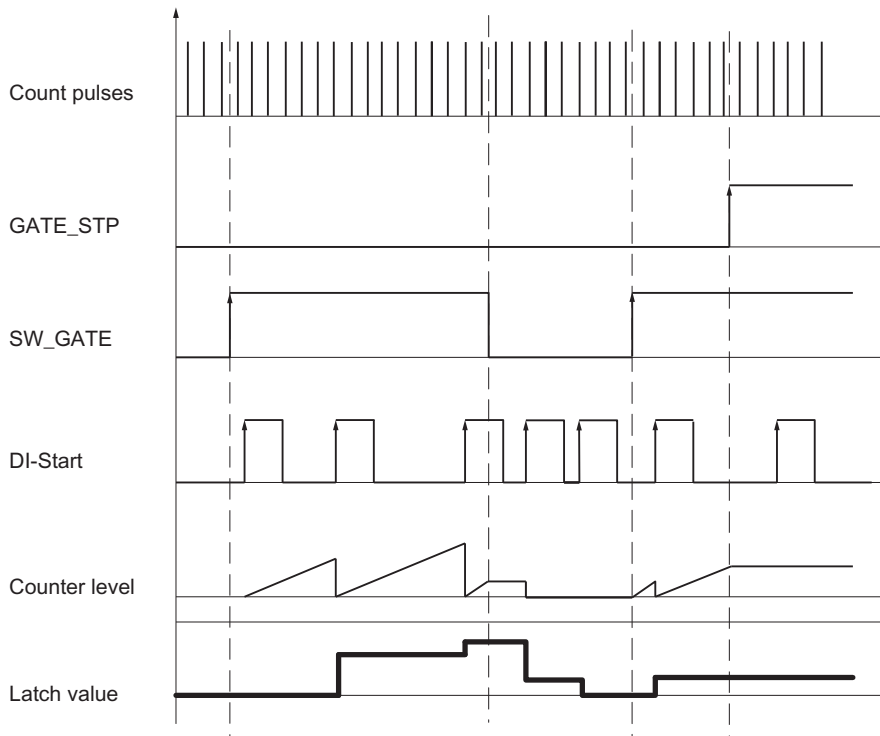 Count pulses
GATE_STP
SW_GATE
DI-Start
Counter level
Latch value